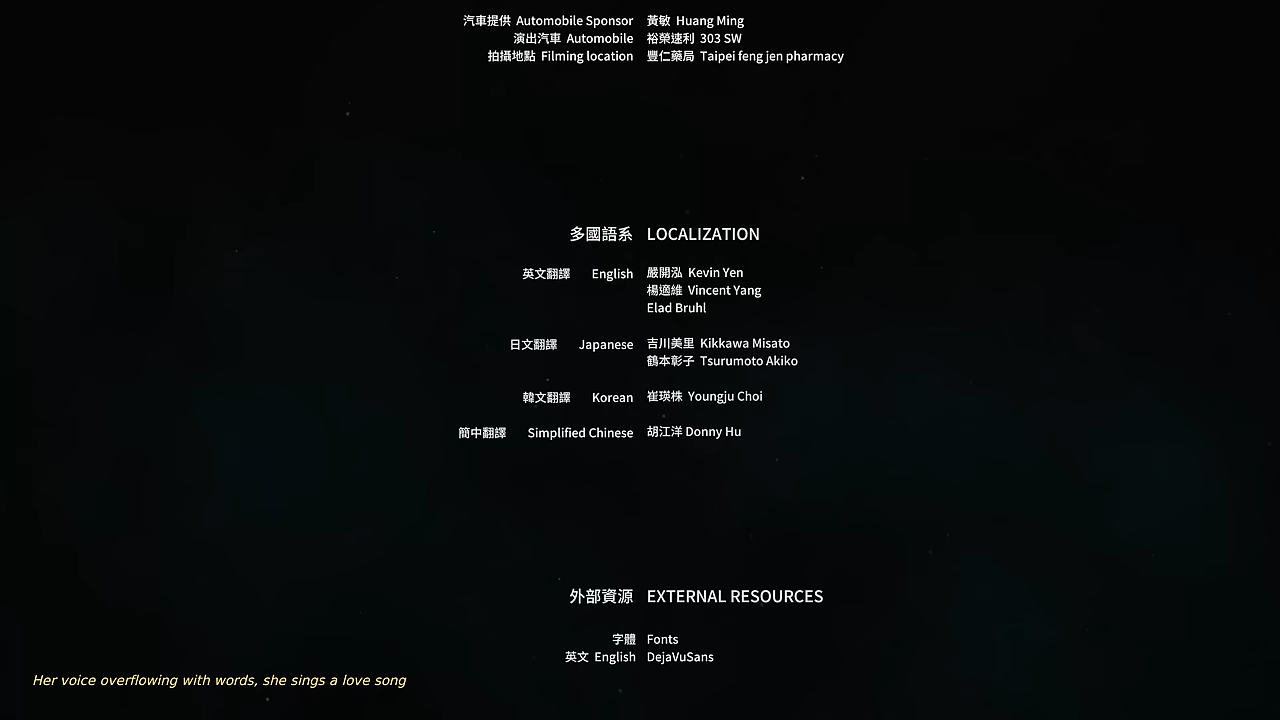 汽車提供 Automobile Sponsor 黃敏 Huang Ming
演出汽車 Automobile 裕榮速利 303 SW
拍攝地點 Filming location 豐仁藥局 Taipei feng jen pharmacy
多國語系 LOCALIZATION
英文翻譯 English 嚴開泓 Kevin Yen
楊適維 Vincent Yang
Elad Bruhl
日文翻譯 Japanese 吉川美里 Kikkawa Misato
鶴本彰子 Tsurumoto Akiko
韓文翻譯 Korean 崔瑛株 Youngju Choi
簡中翻譯 Simplified Chinese 胡江洋 Donny Hu
外部資源 EXTERNAL RESOURCES
字體 Fonts
英文 English DejaVuSans
Her voice overflowing with words, she sings a love song